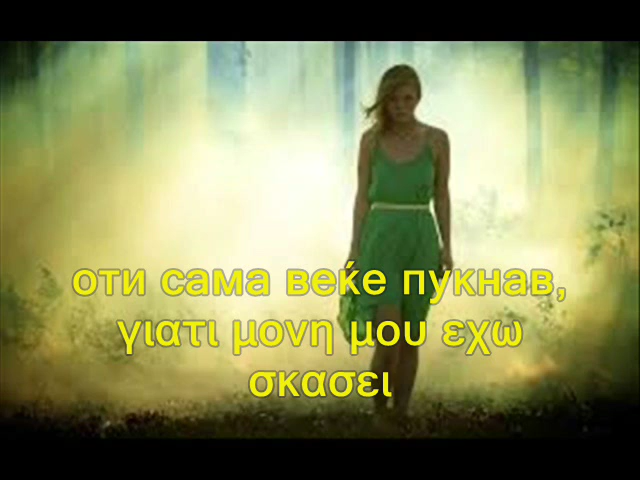 оти сама веќе пукнав,
γιατι μονη μου εχω
σκασει